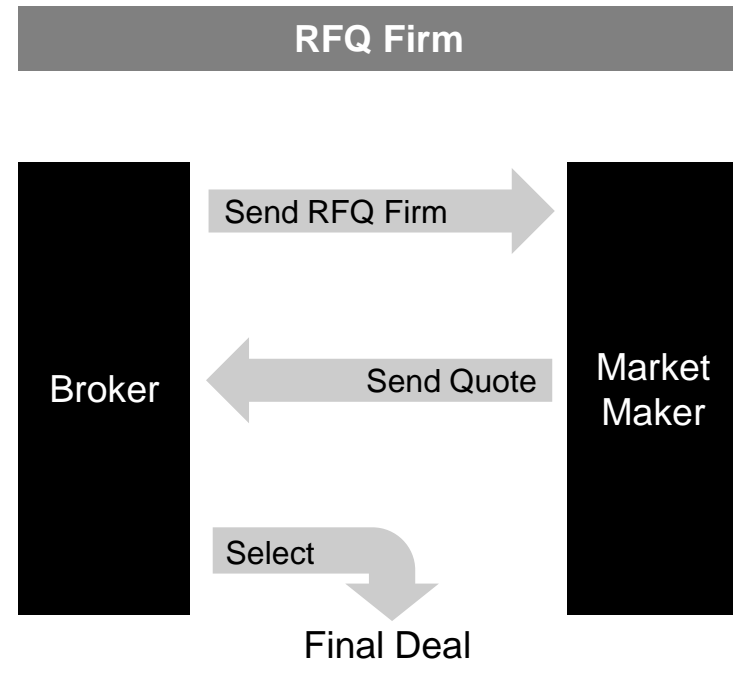 RFQ Firm
Send RFQ Firm
Broker
Send Quote
Market
Maker
Select
Final Deal